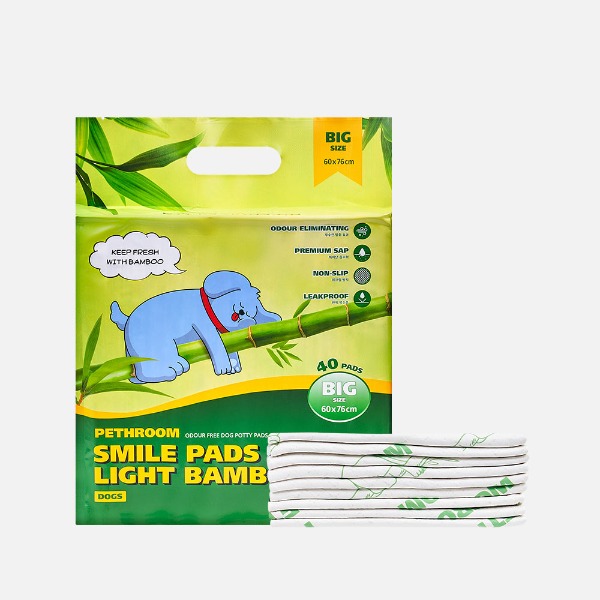 BIG
SIZE
60x76cm
KEEP FRESH
WITH BAMBOO
ODOUR ELIMINATING
PREMIUM SAP
NON-SLIP
LEAKPROOF
40 PADS
BIG
SIZE
60x76cm
PETHROOM ODOUR FREE DOG POTTY PADS
SMILE PADS
LIGHT BAMB
DOGS